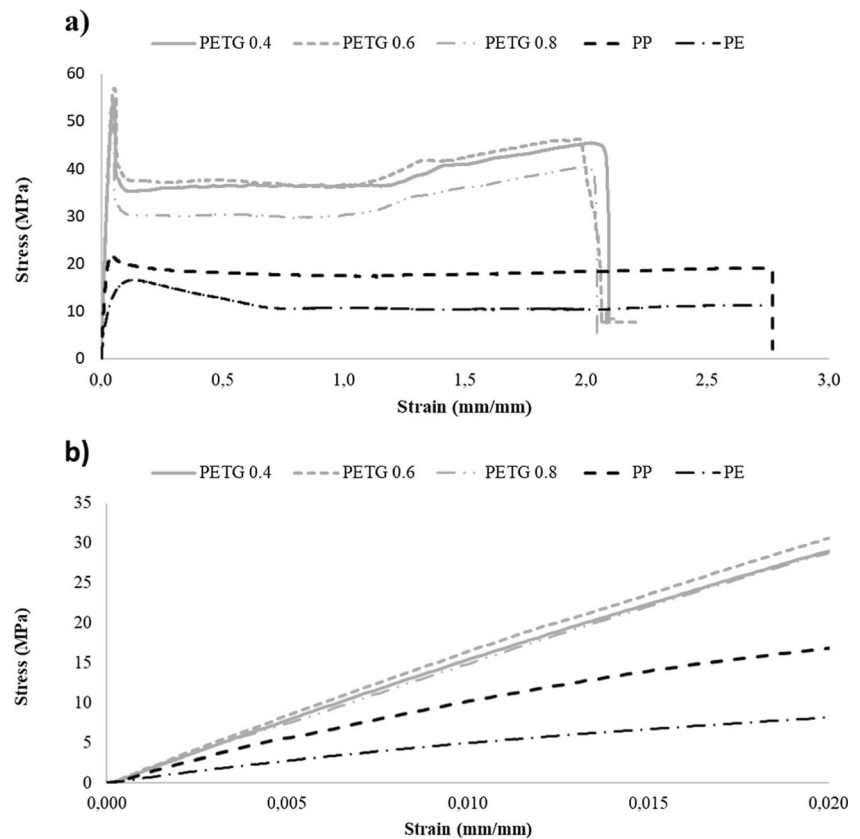 a)
PETG 0.4 PETG 0.6 PETG 0.8 PP PE
60
50
40
30
20
10
0
Stress (MPa)
0,0 0,5 1,0 1,5 2,0 2,5 3,0
Strain (mm/mm)
b)
PETG 0.4 PETG 0.6 PETG 0.8 PP PE
35
30
25
20
15
10
5
0
Stress (MPa)
0,000 0,005 0,010 0,015 0,020
Strain (mm/mm)